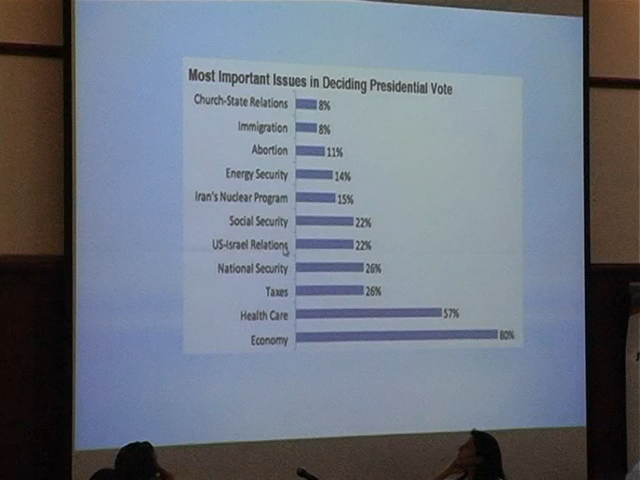 Most Important Issues in Deciding Presidential Vote
Church-State Relations 8%
Immigration 8%
Abortion 11%
Energy Security 14%
Iran's Nuclear Program 15%
Social Security 22%
US-Israel Relations 22%
National Security 26%
Taxes 26%
Health Care 57%
Economy 80%